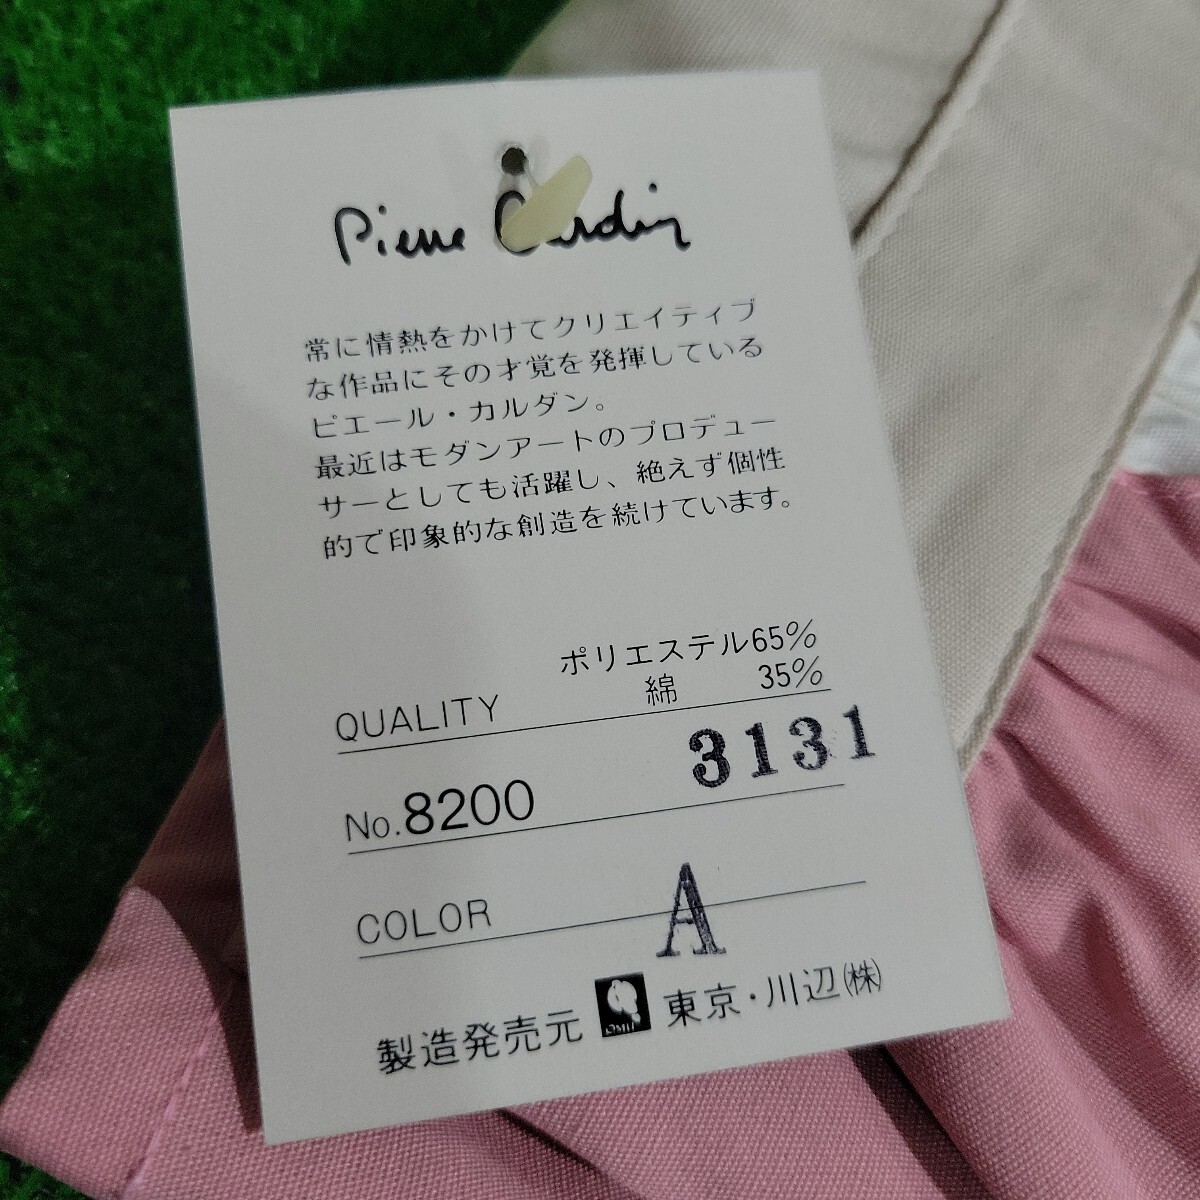 Pierre Cardin
常に情熱をかけてクリエイティブ
な作品にその才覚を発揮している
ピエール・カルダン。
最近はモダンアートのプロデュー
サーとしても活躍し、絶えず個性
的で印象的な創造を続けています。
ポリエステル65%
QUALITY 綿 35%
No.8200 3131
COLOR A
製造発売元 東京・川辺㈱